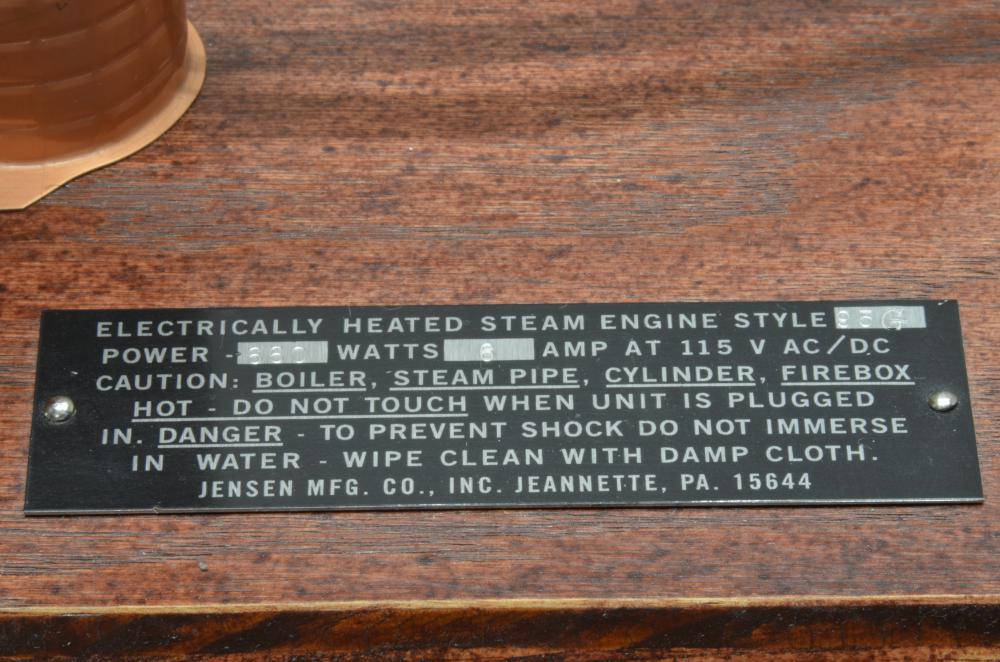 ELECTRICALLY HEATED STEAM ENGINE STYLE
POWER - WATTS 6 AMP AT 115 V AC/DC
CAUTION: BOILER, STEAM PIPE, CYLINDER, FIREBOX
HOT - DO NOT TOUCH WHEN UNIT IS PLUGGED
IN. DANGER - TO PREVENT SHOCK DO NOT IMMERSE
IN WATER - WIPE CLEAN WITH DAMP CLOTH.
JENSEN MFG. CO., INC. JEANNETTE, PA. 15644